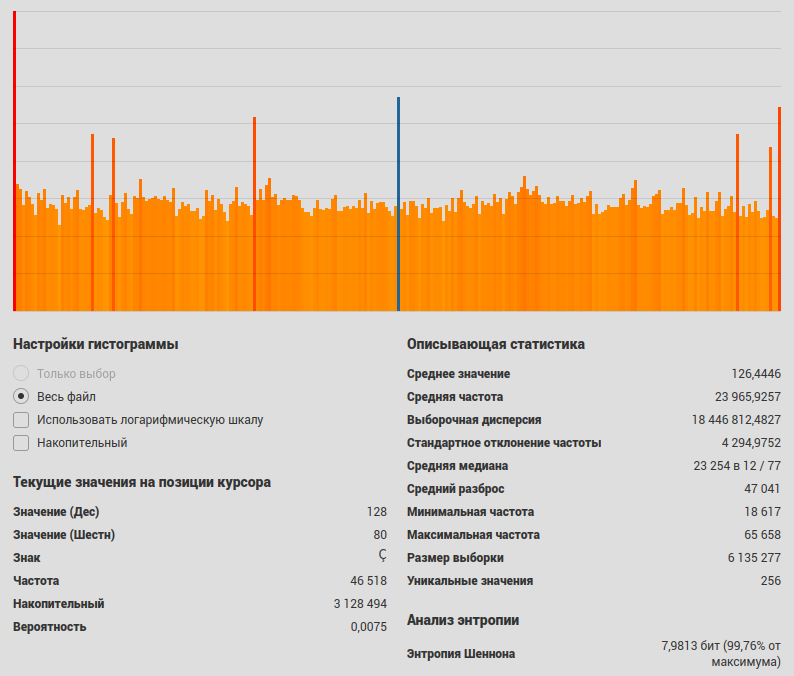 Настройки гистограммы
Только выбор
Весь файл
Использовать логарифмическую шкалу
Накопительный
Текущие значения на позиции курсора
Значение (Дес) 128
Значение (Шестн) 80
Знак Ç
Частота 46 518
Накопительный 3 128 494
Вероятность 0,0075
Описывающая статистика
Среднее значение 126,4446
Средняя частота 23 965,9257
Выборочная дисперсия 18 446 812,4827
Стандартное отклонение частоты 4 294,9752
Средняя медиана 23 254 в 12 / 77
Средний разброс 47 041
Минимальная частота 18 617
Максимальная частота 65 658
Размер выборки 6 135 277
Уникальные значения 256
Анализ энтропии
Энтропия Шеннона 7,9813 бит (99,76% от
максимума)